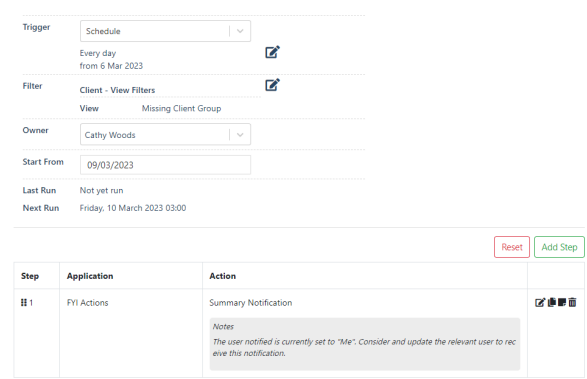 Trigger
Schedule
Every day
from 6 Mar 2023
Filter
Client - View Filters
View Missing Client Group
Owner
Cathy Woods
Start From
09/03/2023
Last Run Not yet run
Next Run Friday, 10 March 2023 03:00
Reset Add Step
Step Application Action
1 FYI Actions Summary Notification
Notes
The user notified is currently set to "Me". Consider and update the relevant user to rec
eive this notification.